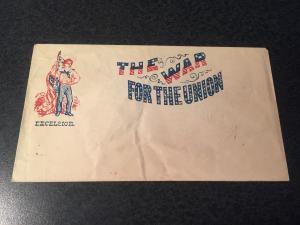 THE WAR
FOR THE UNION
EXCELSIOR